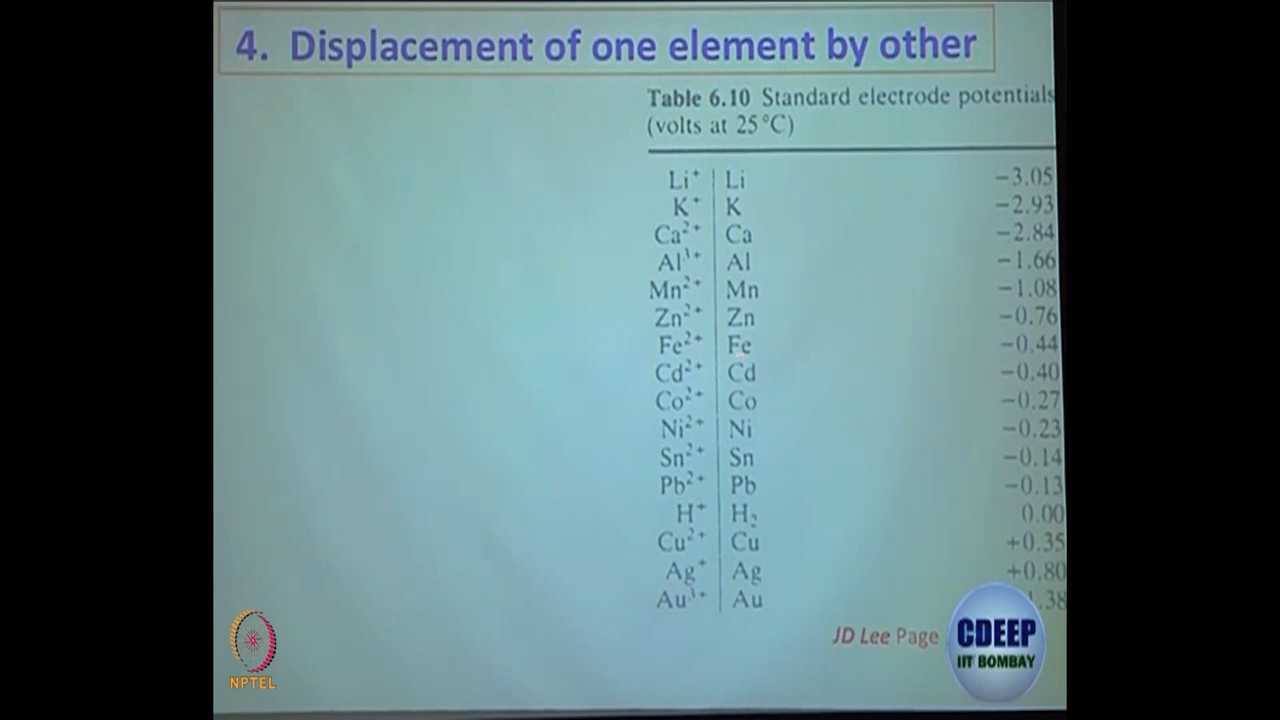 4. Displacement of one element by other
Table 6.10 Standard electrode potentials
(volts at 25 °C)
Li⁺ | Li −3.05
K⁺ | K −2.93
Ca²⁺ | Ca −2.84
Al³⁺ | Al −1.66
Mn²⁺ | Mn −1.08
Zn²⁺ | Zn −0.76
Fe²⁺ | Fe −0.44
Cd²⁺ | Cd −0.40
Co²⁺ | Co −0.27
Ni²⁺ | Ni −0.23
Sn²⁺ | Sn −0.14
Pb²⁺ | Pb −0.13
H⁺ | H₂ 0.00
Cu²⁺ | Cu +0.35
Ag⁺ | Ag +0.80
Au³⁺ | Au .38
JD Lee Page
CDEEP
IIT BOMBAY
NPTEL